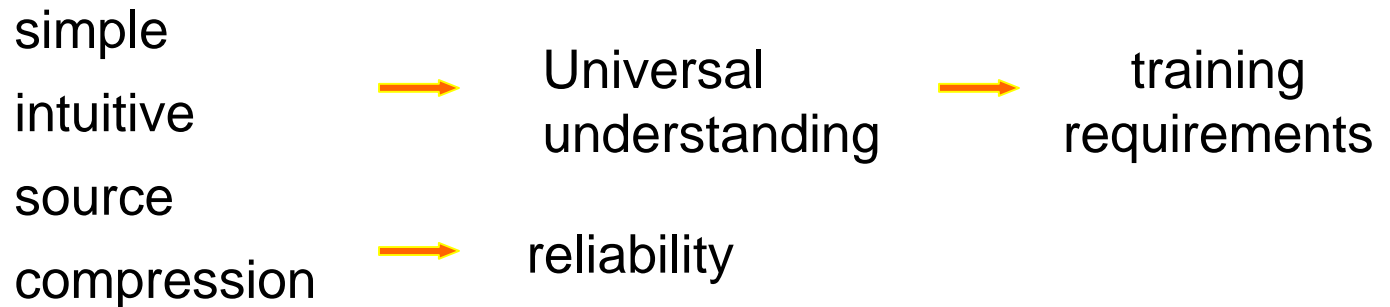 simple
intuitive
source
compression
Universal
understanding
reliability
training
requirements